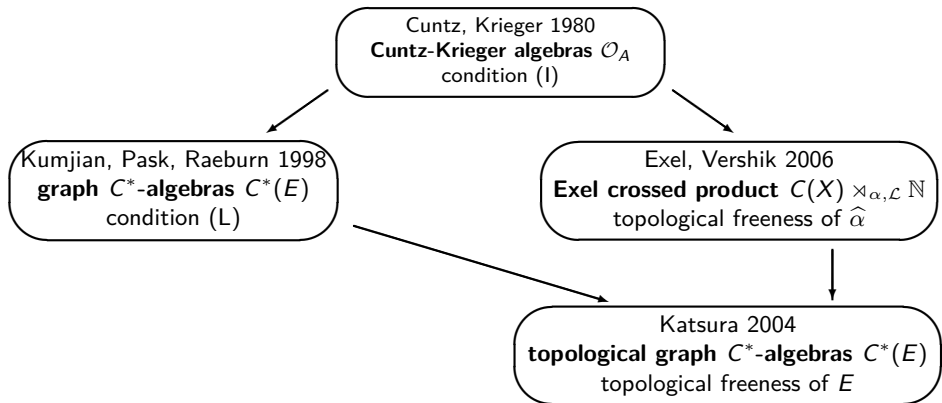 Cuntz, Krieger 1980
Cuntz-Krieger algebras 𝒪_A
condition (I)
Kumjian, Pask, Raeburn 1998
graph C*-algebras C*(E)
condition (L)
Exel, Vershik 2006
Exel crossed product C(X) ⋊_{α,ℒ} ℕ
topological freeness of α̂
Katsura 2004
topological graph C*-algebras C*(E)
topological freeness of E